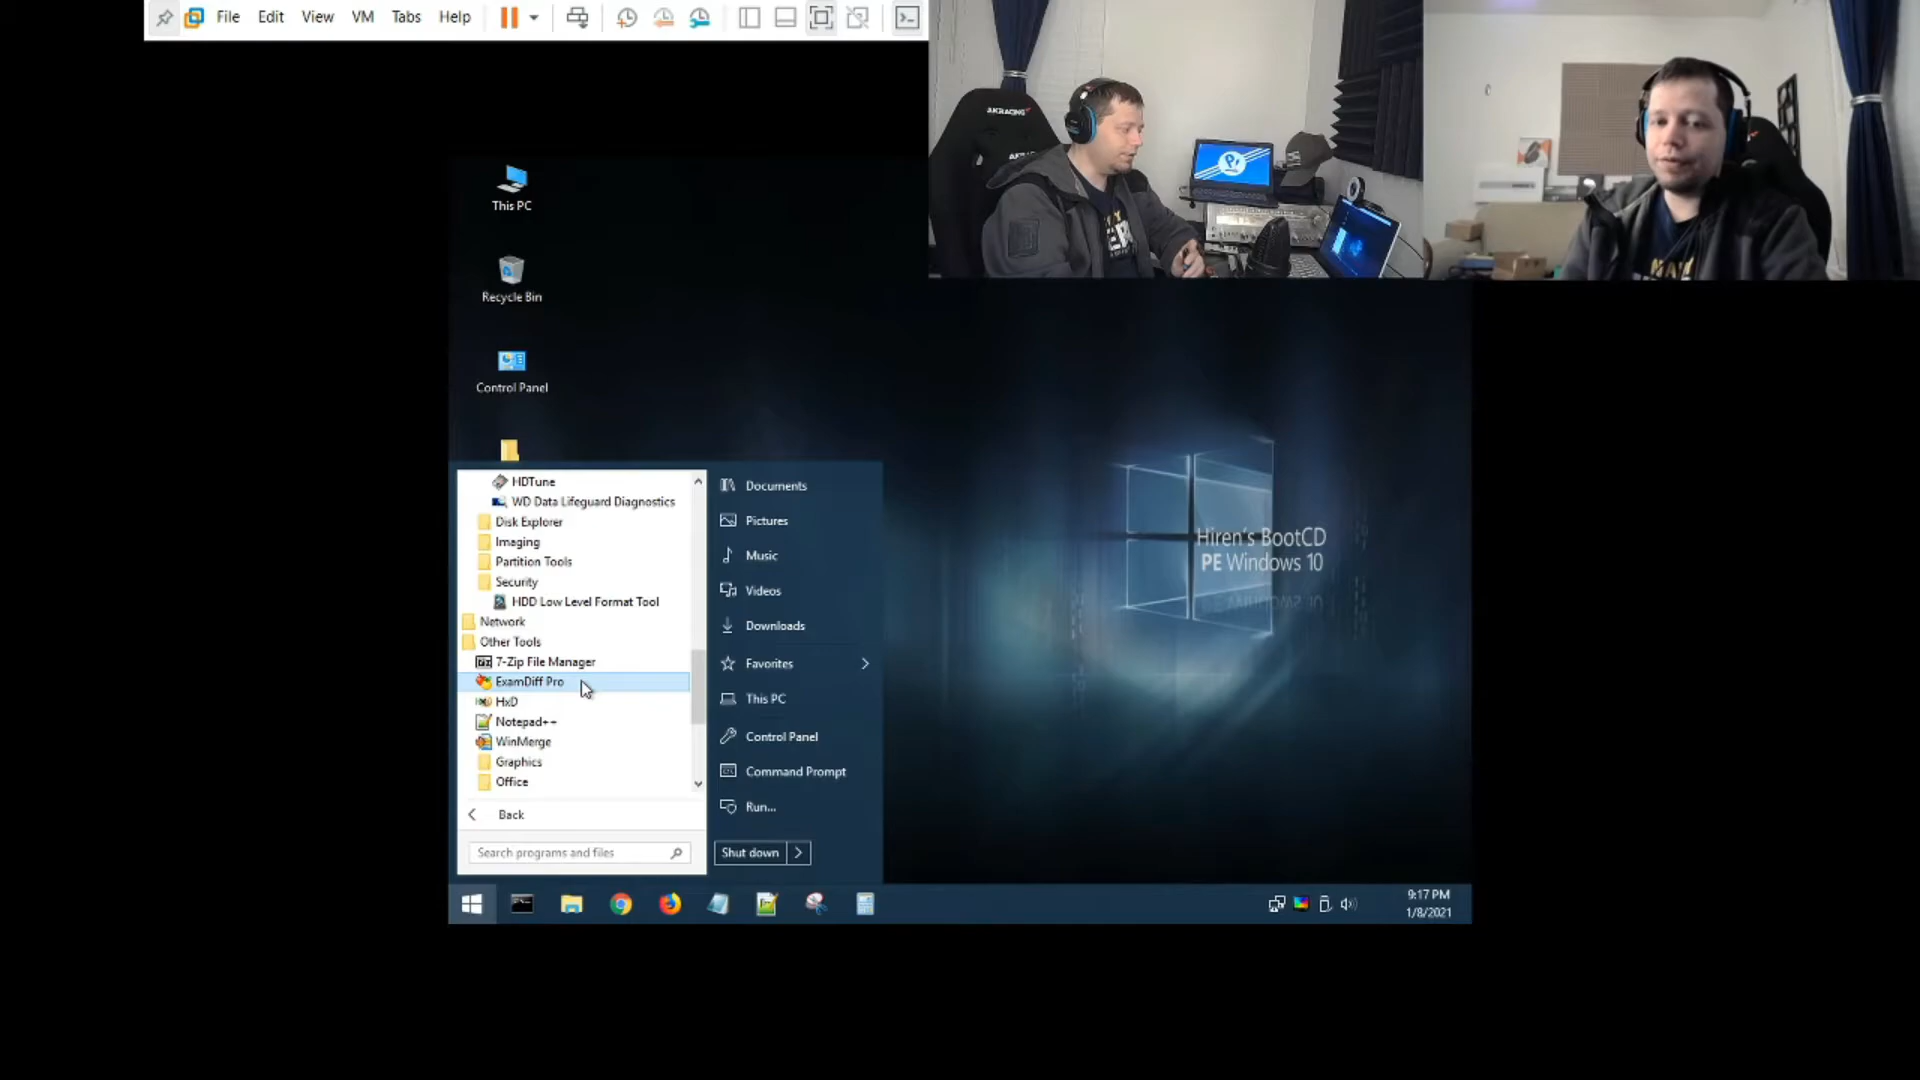 File Edit View VM Tabs Help
AKRACING
This PC
Recycle Bin
Control Panel
HDTune
WD Data Lifeguard Diagnostics
Disk Explorer
Imaging
Partition Tools
Security
HDD Low Level Format Tool
Network
Other Tools
7-Zip File Manager
ExamDiff Pro
HxD
Notepad++
WinMerge
Graphics
Office
Back
Search programs and files
Documents
Pictures
Music
Videos
Downloads
Favorites
This PC
Control Panel
Command Prompt
Run...
Shut down
Hiren's BootCD
PE Windows 10
9:17 PM
1/8/2021